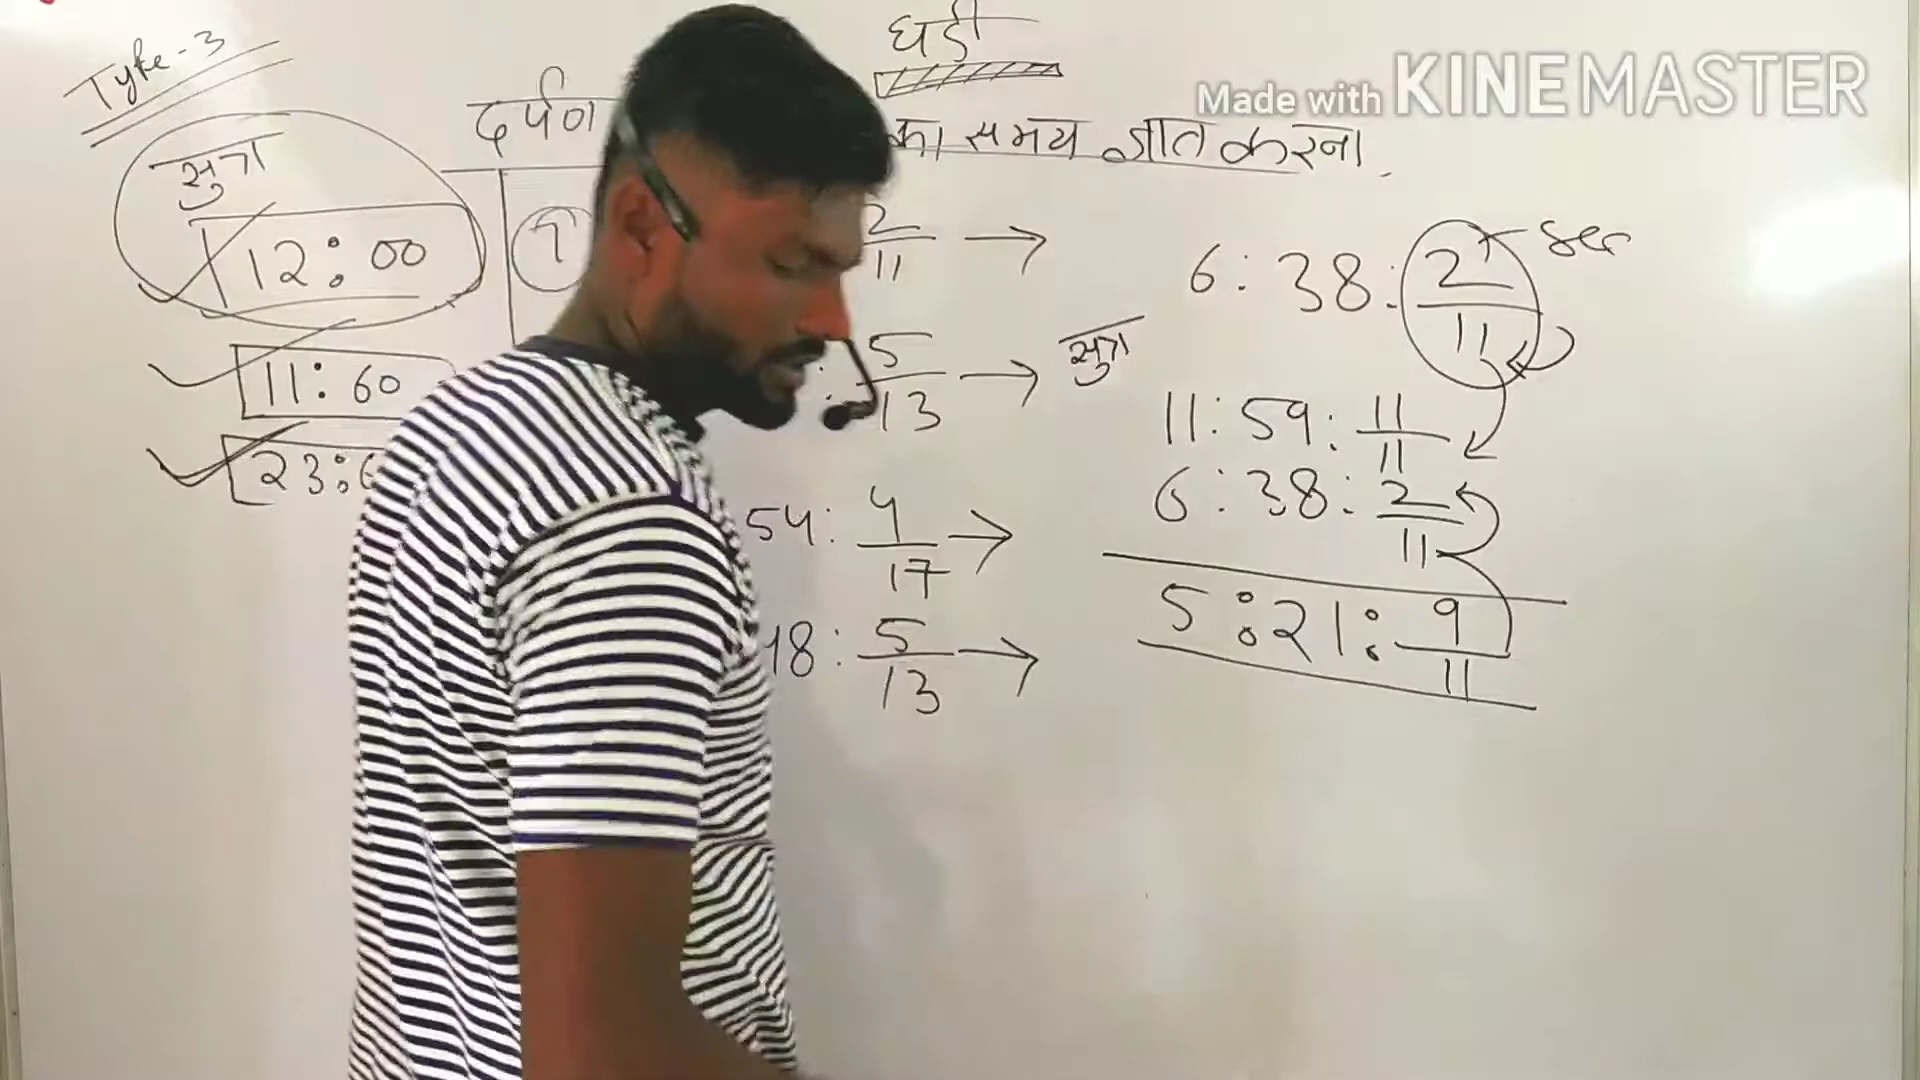 Type-3
घड़ी
Made with KINEMASTER
दर्पण का समय ज्ञात करना.
सुत्र
12:00
11:60
23:6
2/11 →
5/13 →
54: 4/17 →
18: 5/13 →
6:38: 2/11 sec
सुत्र
11:59: 11/11
6:38: 2/11
5:21: 9/11